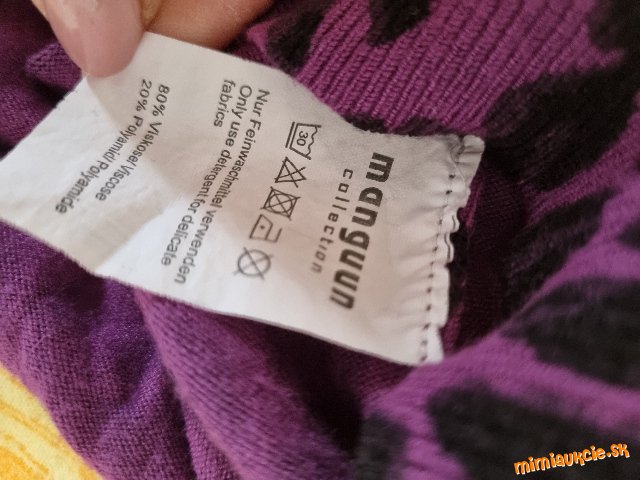 manguun
collection
30
Nur Feinwaschmittel verwenden
Only use detergent for delicate
fabrics
80% Viskose/Viscose
20% Polyamid/Polyamide
mimiaukcie.sk